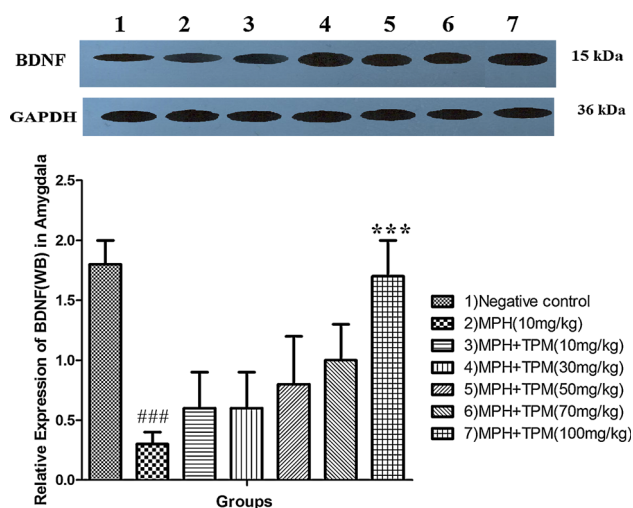 1 2 3 4 5 6 7
BDNF 15 kDa
GAPDH 36 kDa
Relative Expression of BDNF(WB) in Amygdala
2.5
2.0
1.5
1.0
0.5
0.0
###
***
Groups
1)Negative control
2)MPH(10mg/kg)
3)MPH+TPM(10mg/kg)
4)MPH+TPM(30mg/kg)
5)MPH+TPM(50mg/kg)
6)MPH+TPM(70mg/kg)
7)MPH+TPM(100mg/kg)